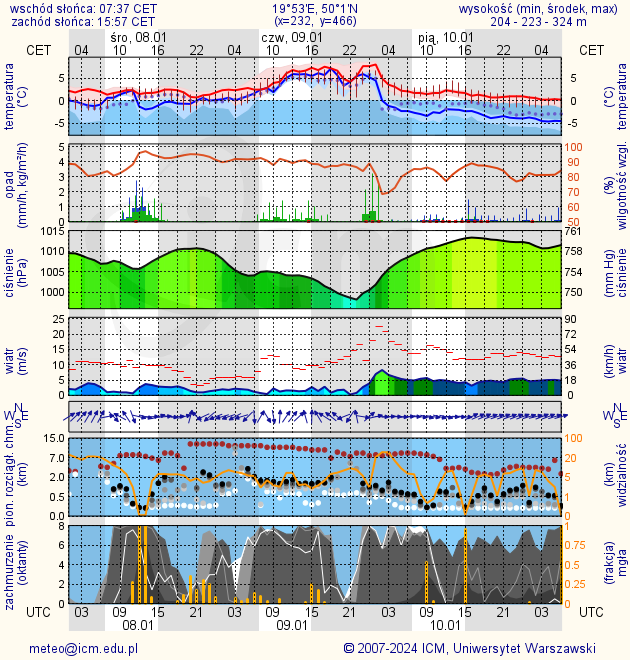 wschód słońca: 07:37 CET 19°53'E, 50°1'N wysokość (min, środek, max)
zachód słońca: 15:57 CET (x=232, y=466) 204 - 223 - 324 m
śro, 08.01 czw, 09.01 pią, 10.01
CET 04 10 16 22 04 10 16 22 04 10 16 22 04 CET
temperatura (°C) 5 0 -5 5 0 -5 temperatura (°C)
opad (mm/h, kg/m²/h) 5 4 3 2 1 0 100 90 80 70 60 50 (%) wilgotność wzgl.
ciśnienie (hPa) 1015 1010 1005 1000 761 758 754 750 (mm Hg) ciśnienie
wiatr (m/s) 25 20 15 10 5 0 90 72 54 36 18 0 (km/h) wiatr
N W E S N W E S
pion. rozciągł. chm. (km) 15.0 7.0 2.0 0.5 0.0 100 20 5 1 0 (km) widzialność
zachmurzenie (oktanty) 8 6 4 2 0 1 0.75 0.5 0.25 0 (frakcja) mgła
UTC 03 09 15 21 03 09 15 21 03 09 15 21 03 UTC
08.01 09.01 10.01
meteo@icm.edu.pl © 2007-2024 ICM, Uniwersytet Warszawski